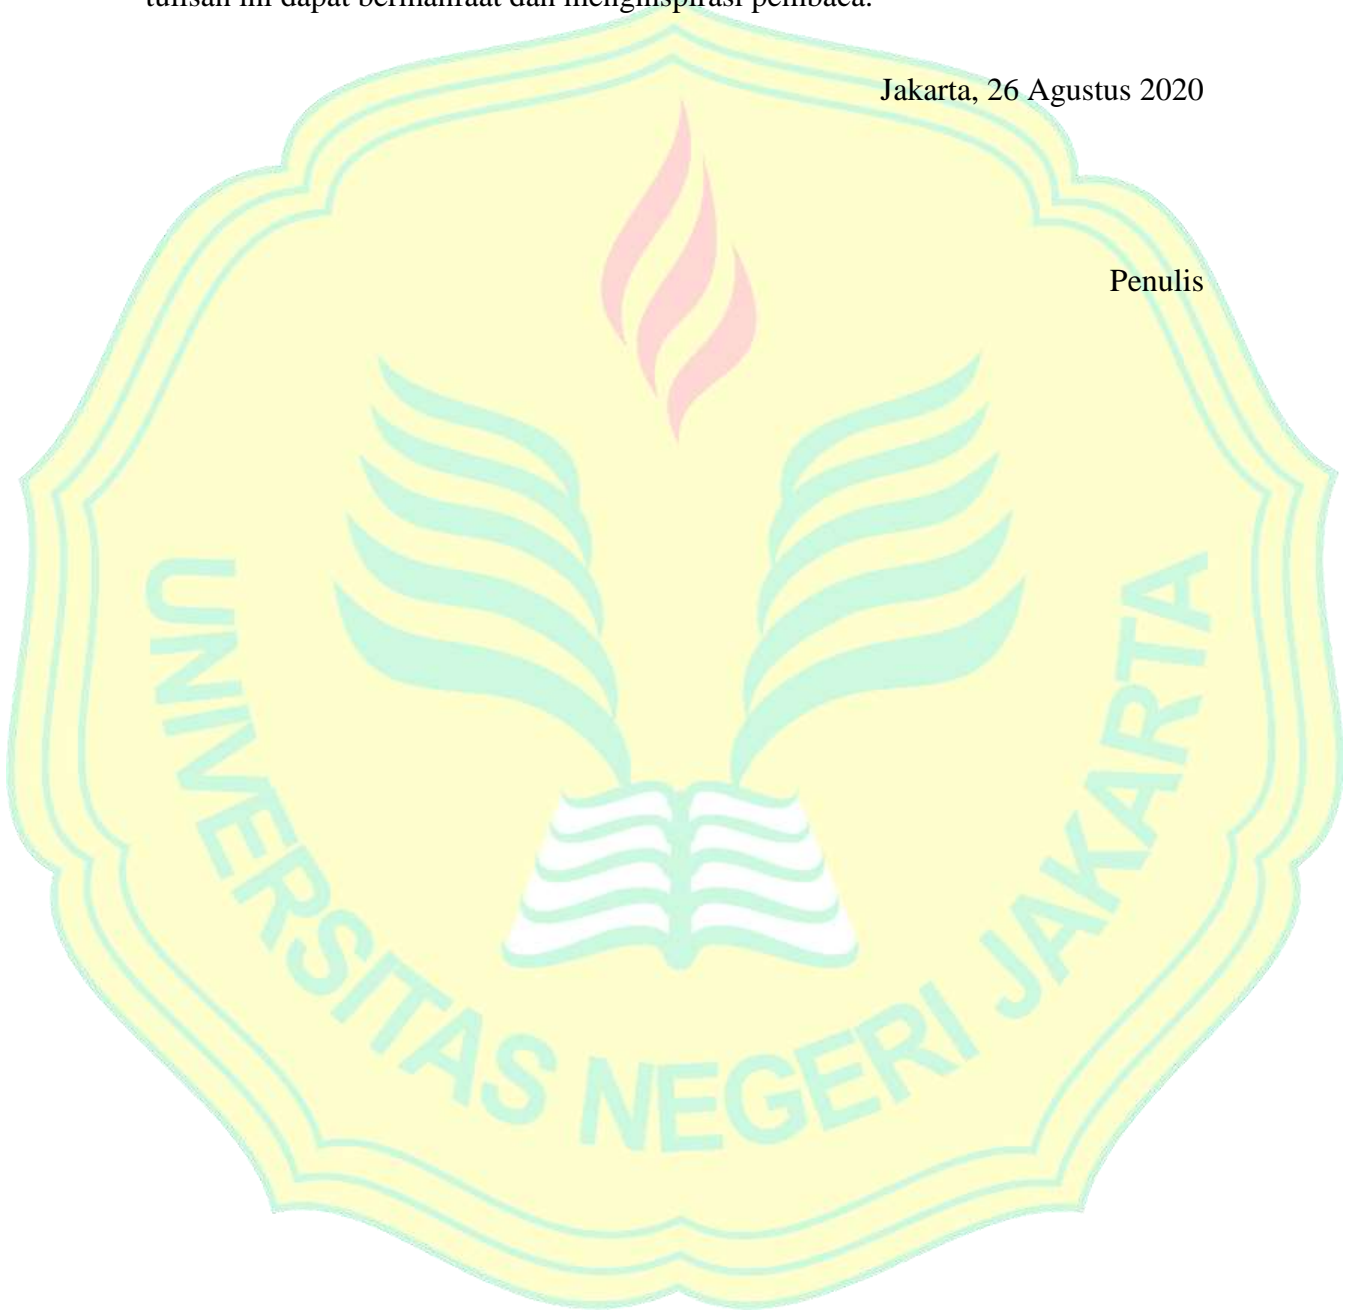 tulisan ini dapat bermanfaat dan menginspirasi pembaca.
Jakarta, 26 Agustus 2020
Penulis
UNIVERSITAS NEGERI JAKARTA